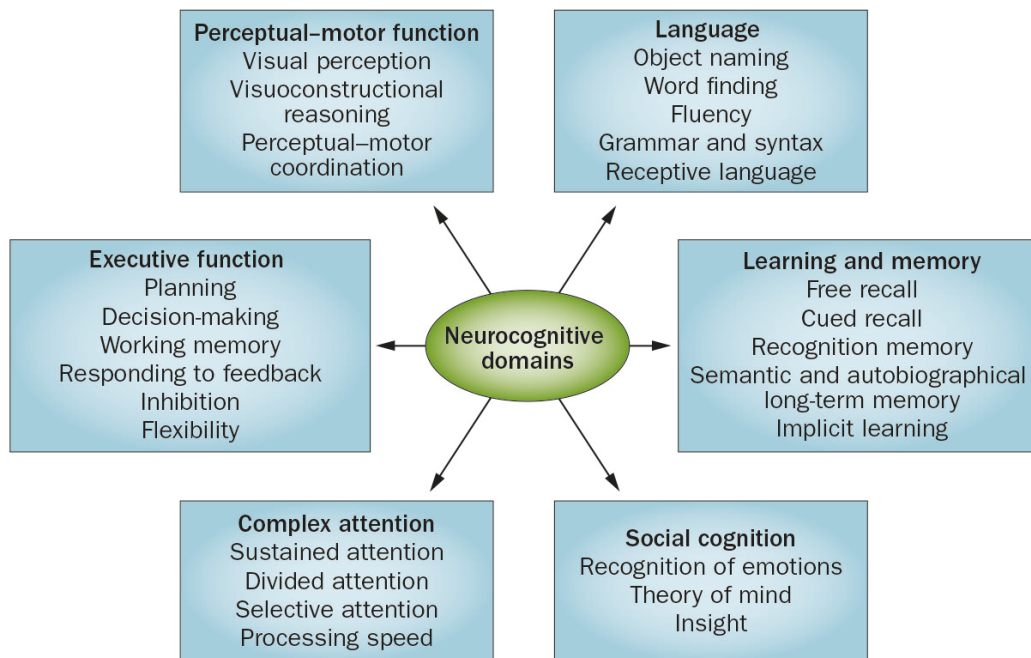 Perceptual–motor function
Visual perception
Visuoconstructional
reasoning
Perceptual–motor
coordination
Language
Object naming
Word finding
Fluency
Grammar and syntax
Receptive language
Executive function
Planning
Decision-making
Working memory
Responding to feedback
Inhibition
Flexibility
Neurocognitive
domains
Learning and memory
Free recall
Cued recall
Recognition memory
Semantic and autobiographical
long-term memory
Implicit learning
Complex attention
Sustained attention
Divided attention
Selective attention
Processing speed
Social cognition
Recognition of emotions
Theory of mind
Insight